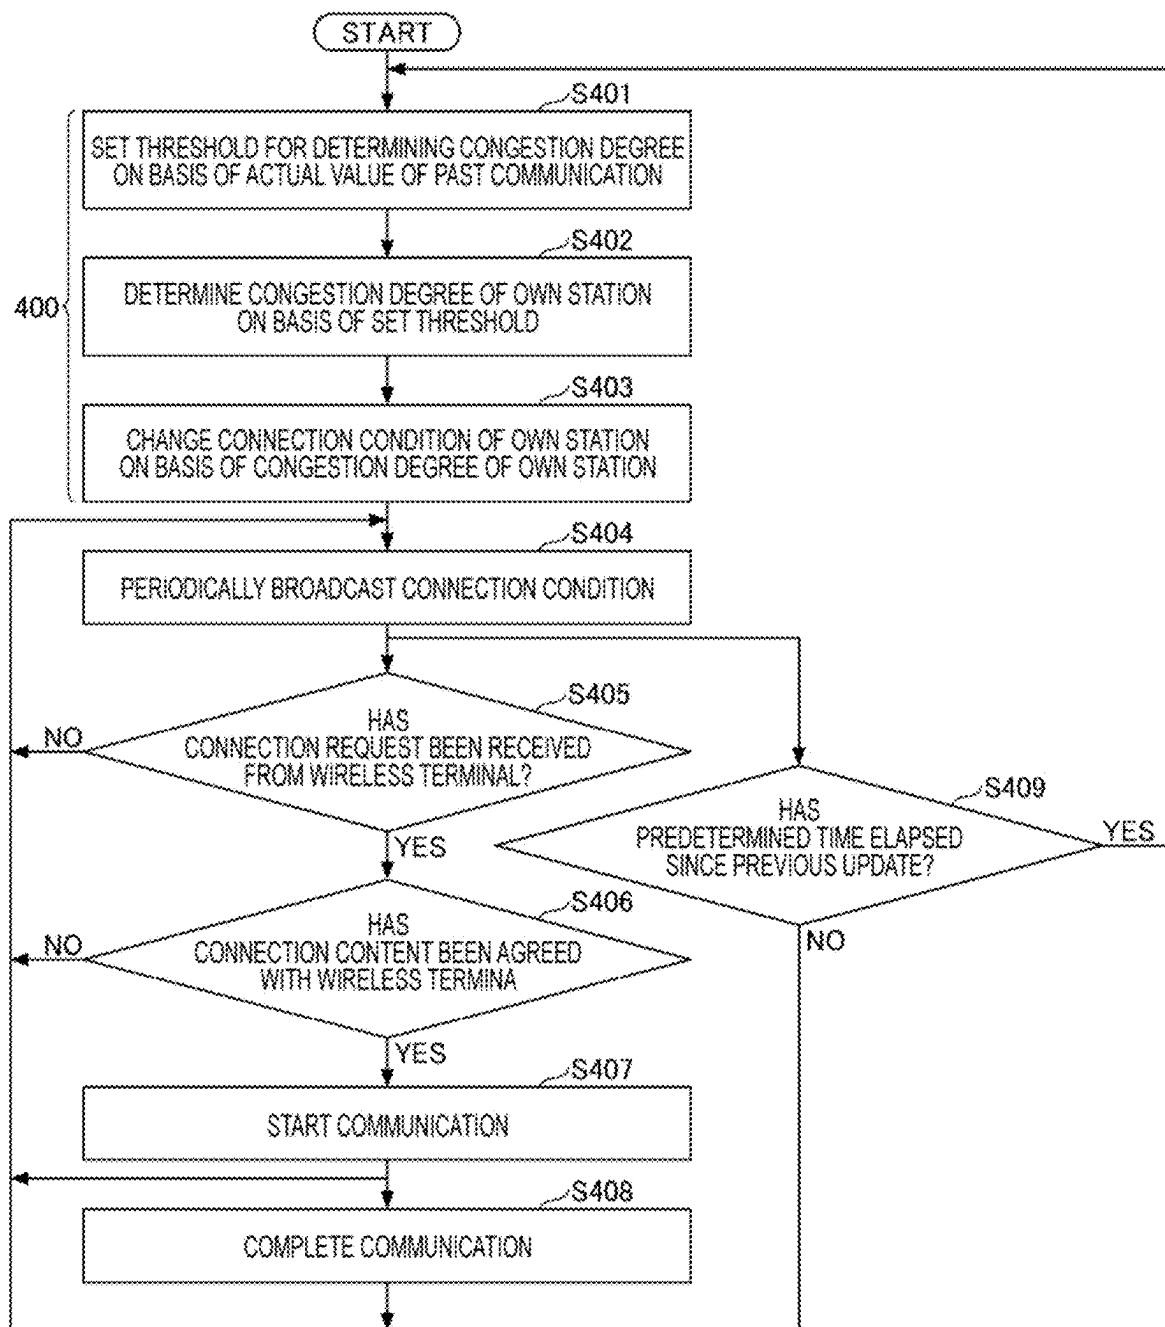 START
S401
SET THRESHOLD FOR DETERMINING CONGESTION DEGREE
ON BASIS OF ACTUAL VALUE OF PAST COMMUNICATION
S402
400
DETERMINE CONGESTION DEGREE OF OWN STATION
ON BASIS OF SET THRESHOLD
S403
CHANGE CONNECTION CONDITION OF OWN STATION
ON BASIS OF CONGESTION DEGREE OF OWN STATION
S404
PERIODICALLY BROADCAST CONNECTION CONDITION
S405
HAS
CONNECTION REQUEST BEEN RECEIVED
FROM WIRELESS TERMINAL?
NO
YES
S409
HAS
PREDETERMINED TIME ELAPSED
SINCE PREVIOUS UPDATE?
YES
NO
S406
HAS
CONNECTION CONTENT BEEN AGREED
WITH WIRELESS TERMINA
NO
YES
S407
START COMMUNICATION
S408
COMPLETE COMMUNICATION